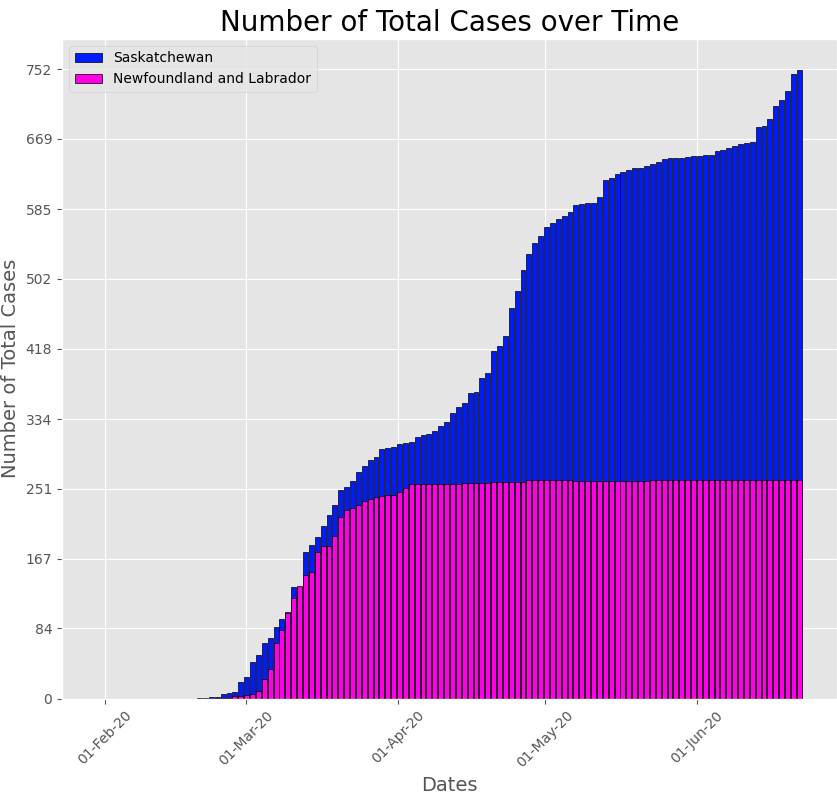 Number of Total Cases over Time
Saskatchewan
Newfoundland and Labrador
752
669
585
502
418
334
251
167
84
0
Number of Total Cases
01-Feb-20
01-Mar-20
01-Apr-20
01-May-20
01-Jun-20
Dates